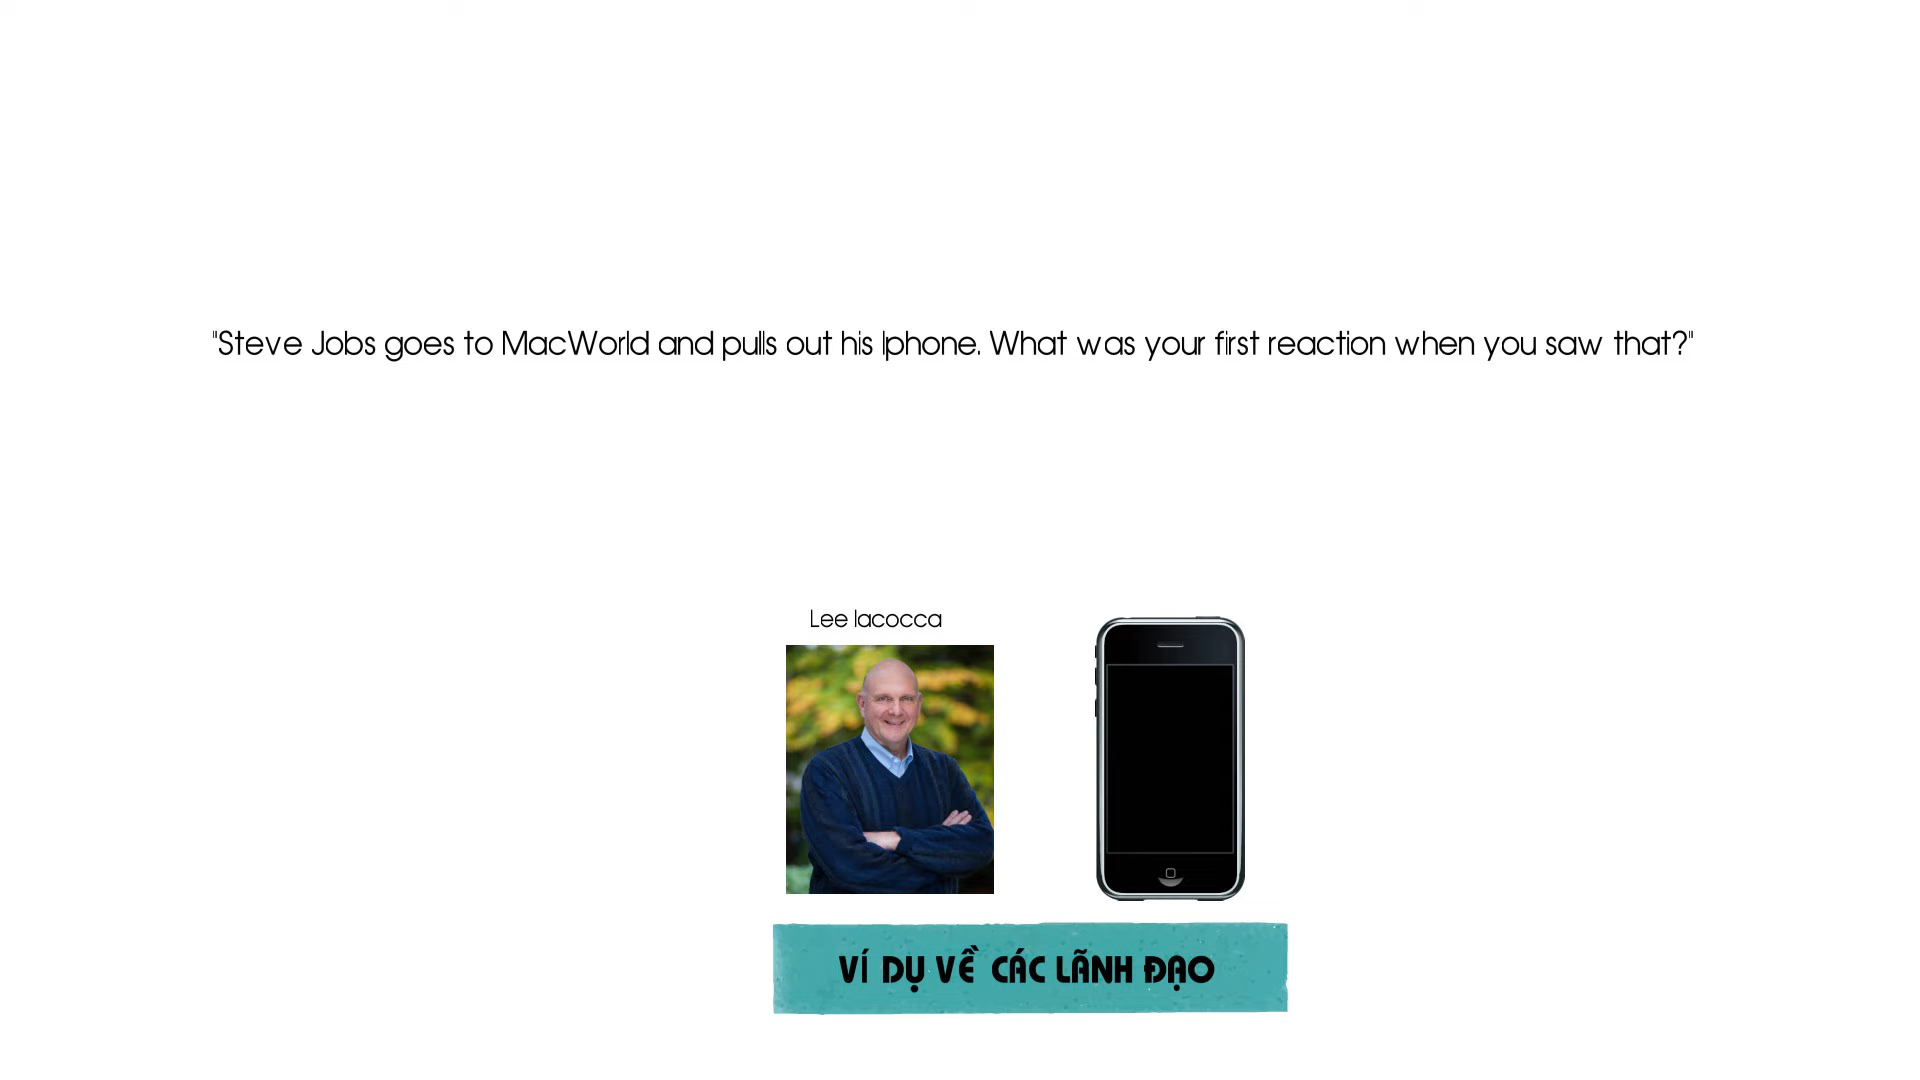 "Steve Jobs goes to MacWorld and pulls out his Iphone. What was your first reaction when you saw that?"
Lee Iacocca
VÍ DỤ VỀ CÁC LÃNH ĐẠO